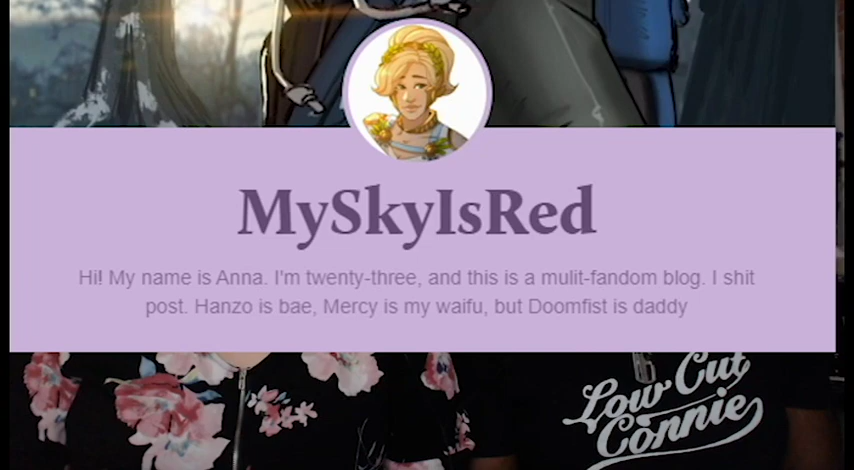 MySkyIsRed
Hi! My name is Anna. I'm twenty-three, and this is a mulit-fandom blog. I shit
post. Hanzo is bae, Mercy is my waifu, but Doomfist is daddy
Low Cut
Connie